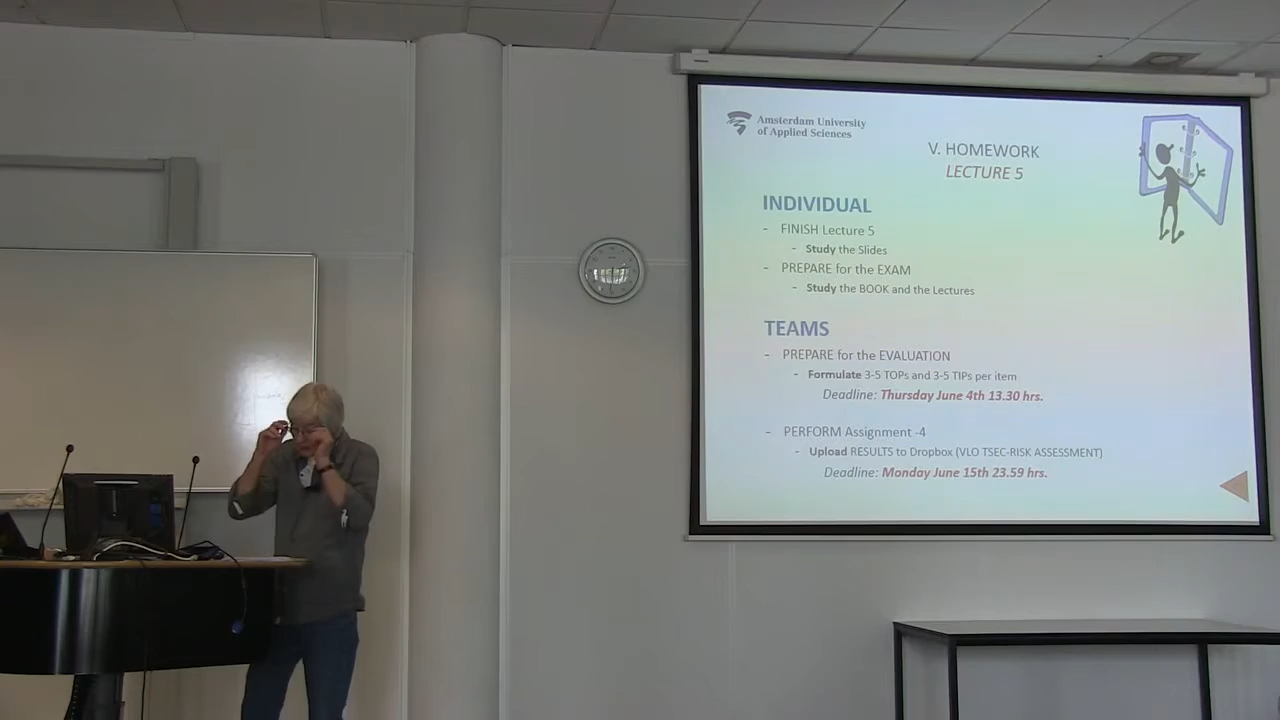 Amsterdam University
of Applied Sciences
V. HOMEWORK
LECTURE 5
INDIVIDUAL
- FINISH Lecture 5
- Study the Slides
- PREPARE for the EXAM
- Study the BOOK and the Lectures
TEAMS
- PREPARE for the EVALUATION
- Formulate 3-5 TOPs and 3-5 TIPs per item
Deadline: Thursday June 4th 13.30 hrs.
- PERFORM Assignment -4
- Upload RESULTS to Dropbox (VLO TSEC-RISK ASSESSMENT)
Deadline: Monday June 15th 23.59 hrs.